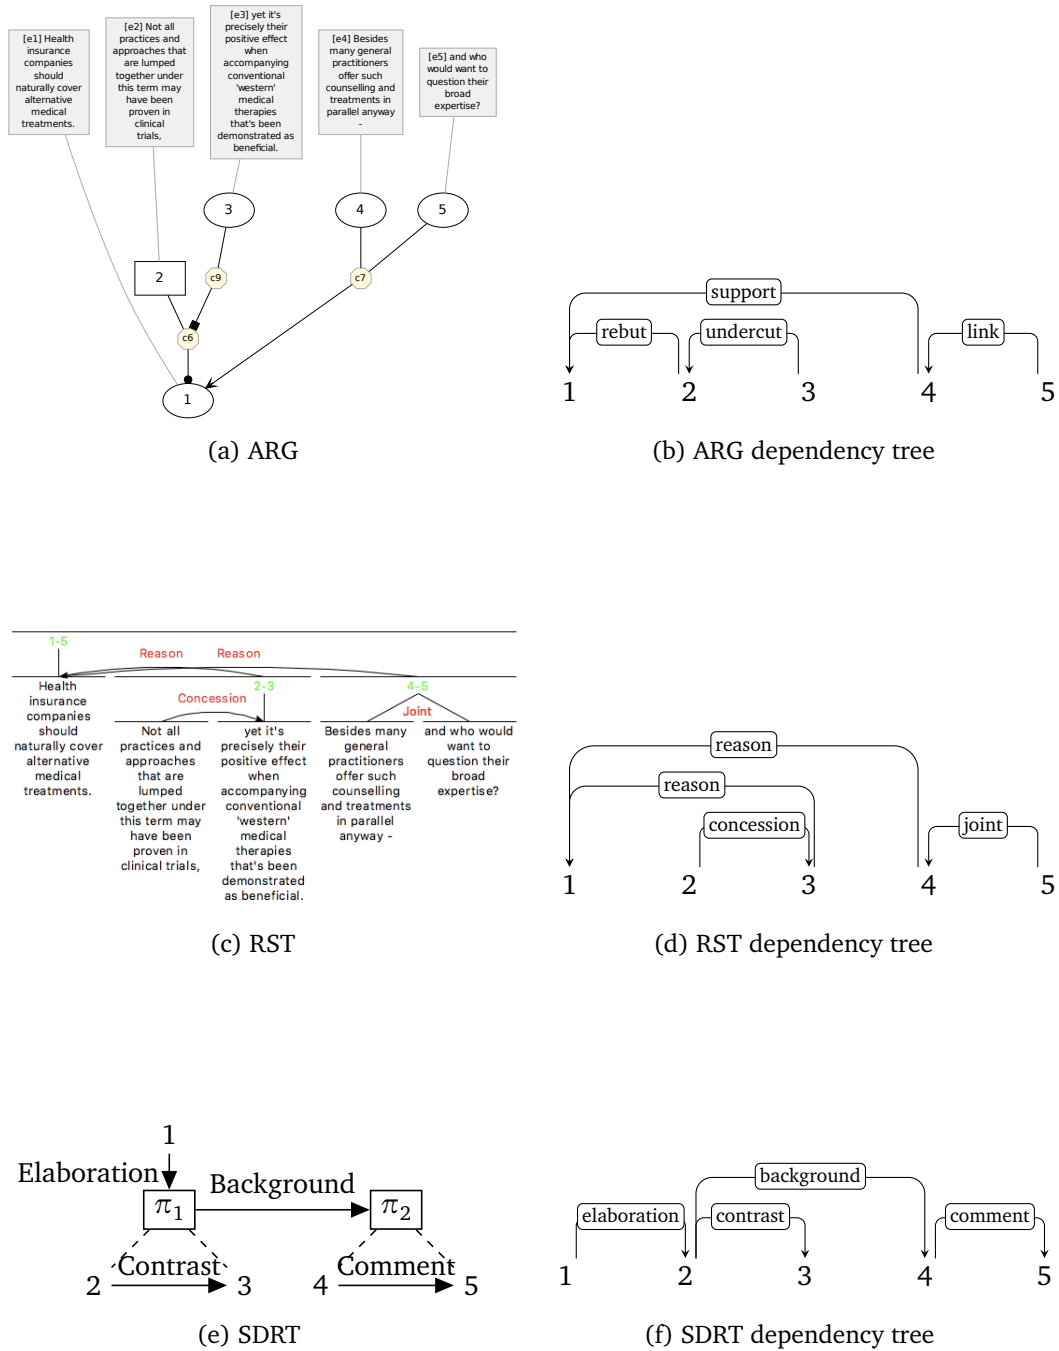 [e1] Health
insurance
companies
should
naturally cover
alternative
medical
treatments.
[e2] Not all
practices and
approaches that
are lumped
together under
this term may
have been
proven in
clinical
trials,
[e3] yet it's
precisely their
positive effect
when
accompanying
conventional
'western'
medical
therapies
that's been
demonstrated as
beneficial.
[e4] Besides
many general
practitioners
offer such
counselling and
treatments in
parallel anyway
-
[e5] and who
would want to
question their
broad
expertise?
3
4
5
2
c9
c7
c6
1
(a) ARG
support
rebut
undercut
link
1 2 3 4 5
(b) ARG dependency tree
1-5
Reason Reason
Health
insurance
companies
should
naturally cover
alternative
medical
treatments.
2-3
Concession
4-5
Joint
Not all
practices and
approaches
that are
lumped
together under
this term may
have been
proven in
clinical trials,
yet it's
precisely their
positive effect
when
accompanying
conventional
'western'
medical
therapies
that's been
demonstrated
as beneficial.
Besides many
general
practitioners
offer such
counselling
and treatments
in parallel
anyway -
and who would
want to
question their
broad
expertise?
(c) RST
reason
reason
concession
joint
1 2 3 4 5
(d) RST dependency tree
1
Elaboration
π1
Background
π2
Contrast
2 3
Comment
4 5
(e) SDRT
background
elaboration
contrast
comment
1 2 3 4 5
(f) SDRT dependency tree